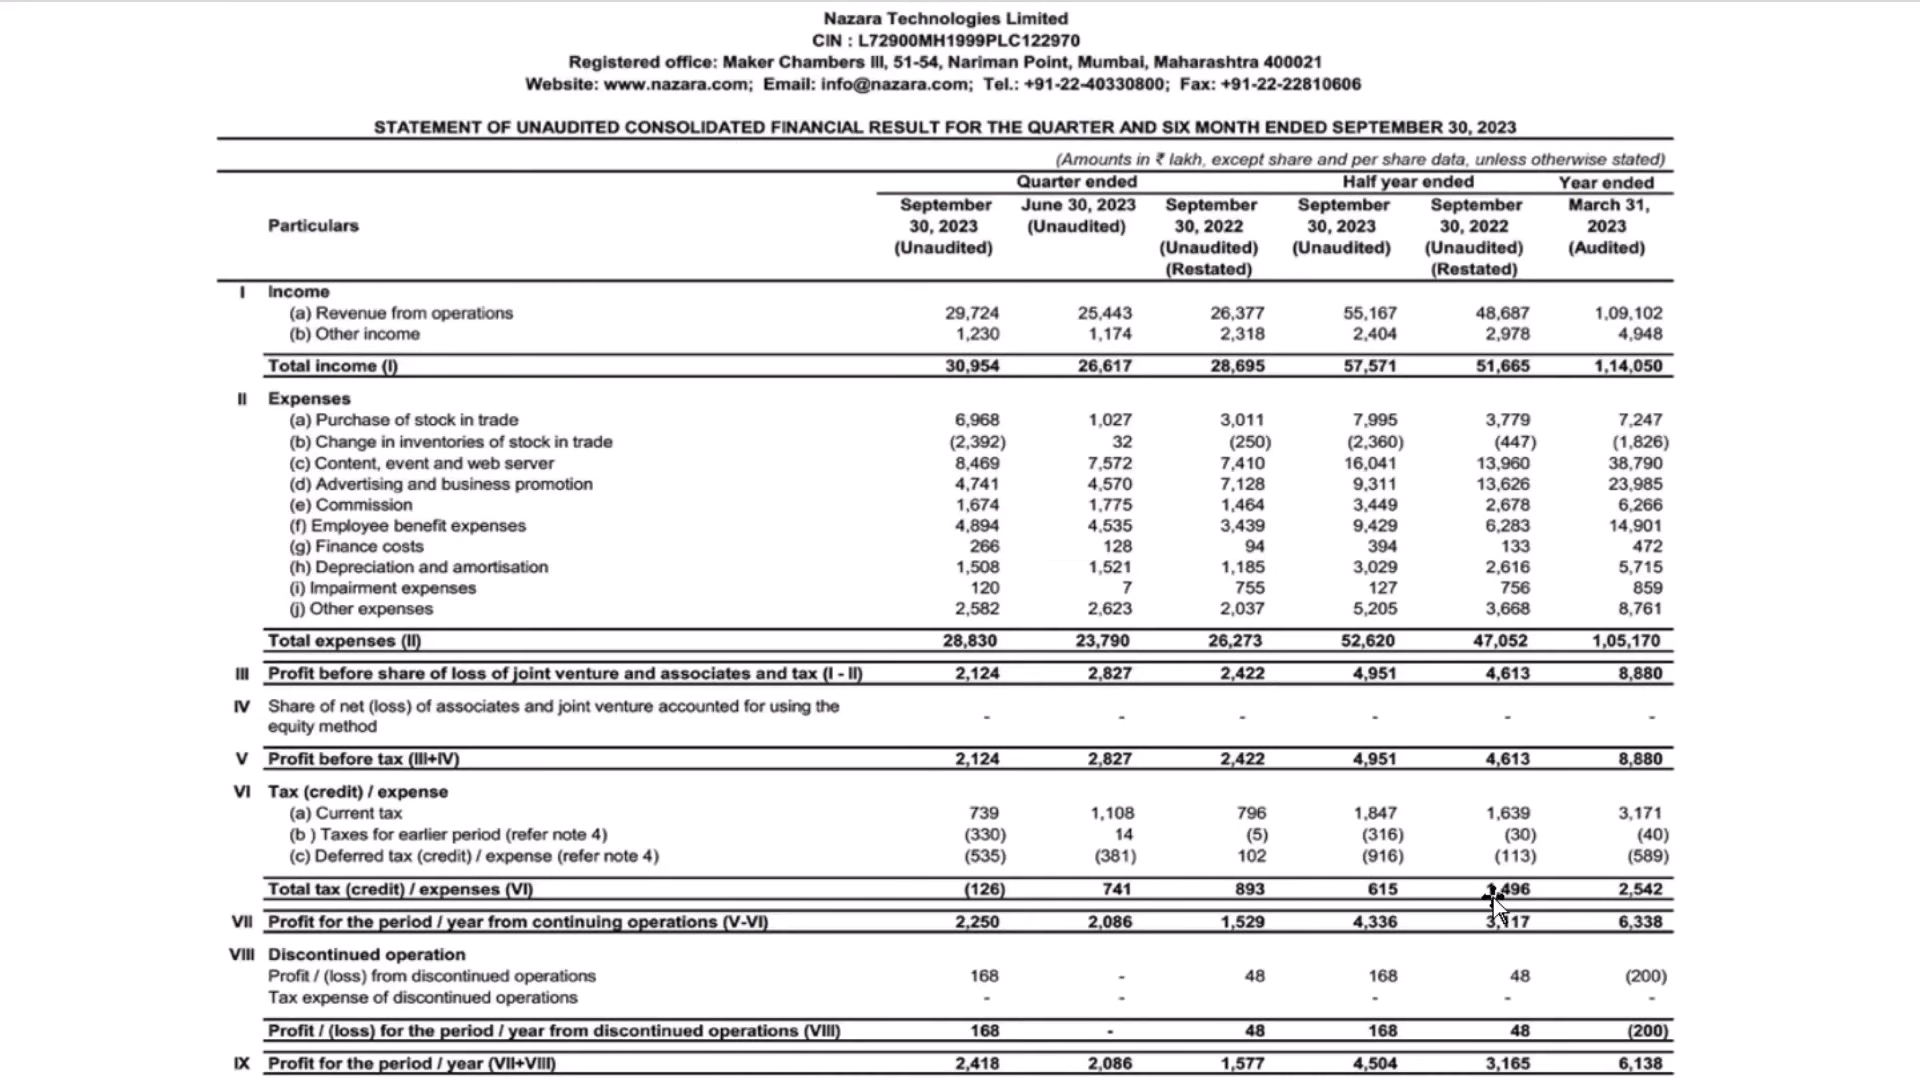 Nazara Technologies Limited
CIN : L72900MH1999PLC122970
Registered office: Maker Chambers III, 51-54, Nariman Point, Mumbai, Maharashtra 400021
Website: www.nazara.com; Email: info@nazara.com; Tel.: +91-22-40330800; Fax: +91-22-22810606
STATEMENT OF UNAUDITED CONSOLIDATED FINANCIAL RESULT FOR THE QUARTER AND SIX MONTH ENDED SEPTEMBER 30, 2023
(Amounts in ₹ lakh, except share and per share data, unless otherwise stated)
Quarter ended Half year ended Year ended
Particulars
September 30, 2023 (Unaudited)
June 30, 2023 (Unaudited)
September 30, 2022 (Unaudited) (Restated)
September 30, 2023 (Unaudited)
September 30, 2022 (Unaudited) (Restated)
March 31, 2023 (Audited)
I Income
(a) Revenue from operations 29,724 25,443 26,377 55,167 48,687 1,09,102
(b) Other income 1,230 1,174 2,318 2,404 2,978 4,948
Total income (I) 30,954 26,617 28,695 57,571 51,665 1,14,050
II Expenses
(a) Purchase of stock in trade 6,968 1,027 3,011 7,995 3,779 7,247
(b) Change in inventories of stock in trade (2,392) 32 (250) (2,360) (447) (1,826)
(c) Content, event and web server 8,469 7,572 7,410 16,041 13,960 38,790
(d) Advertising and business promotion 4,741 4,570 7,128 9,311 13,626 23,985
(e) Commission 1,674 1,775 1,464 3,449 2,678 6,266
(f) Employee benefit expenses 4,894 4,535 3,439 9,429 6,283 14,901
(g) Finance costs 266 128 94 394 133 472
(h) Depreciation and amortisation 1,508 1,521 1,185 3,029 2,616 5,715
(i) Impairment expenses 120 7 755 127 756 859
(j) Other expenses 2,582 2,623 2,037 5,205 3,668 8,761
Total expenses (II) 28,830 23,790 26,273 52,620 47,052 1,05,170
III Profit before share of loss of joint venture and associates and tax (I - II) 2,124 2,827 2,422 4,951 4,613 8,880
IV Share of net (loss) of associates and joint venture accounted for using the
equity method - - - - - -
V Profit before tax (III+IV) 2,124 2,827 2,422 4,951 4,613 8,880
VI Tax (credit) / expense
(a) Current tax 739 1,108 796 1,847 1,639 3,171
(b ) Taxes for earlier period (refer note 4) (330) 14 (5) (316) (30) (40)
(c) Deferred tax (credit) / expense (refer note 4) (535) (381) 102 (916) (113) (589)
Total tax (credit) / expenses (VI) (126) 741 893 615 2,542
VII Profit for the period / year from continuing operations (V-VI) 2,250 2,086 1,529 4,336 6,338
VIII Discontinued operation
Profit / (loss) from discontinued operations 168 - 48 168 48 (200)
Tax expense of discontinued operations - - - - -
Profit / (loss) for the period / year from discontinued operations (VIII) 168 - 48 168 48 (200)
IX Profit for the period / year (VII+VIII) 2,418 2,086 1,577 4,504 3,165 6,138